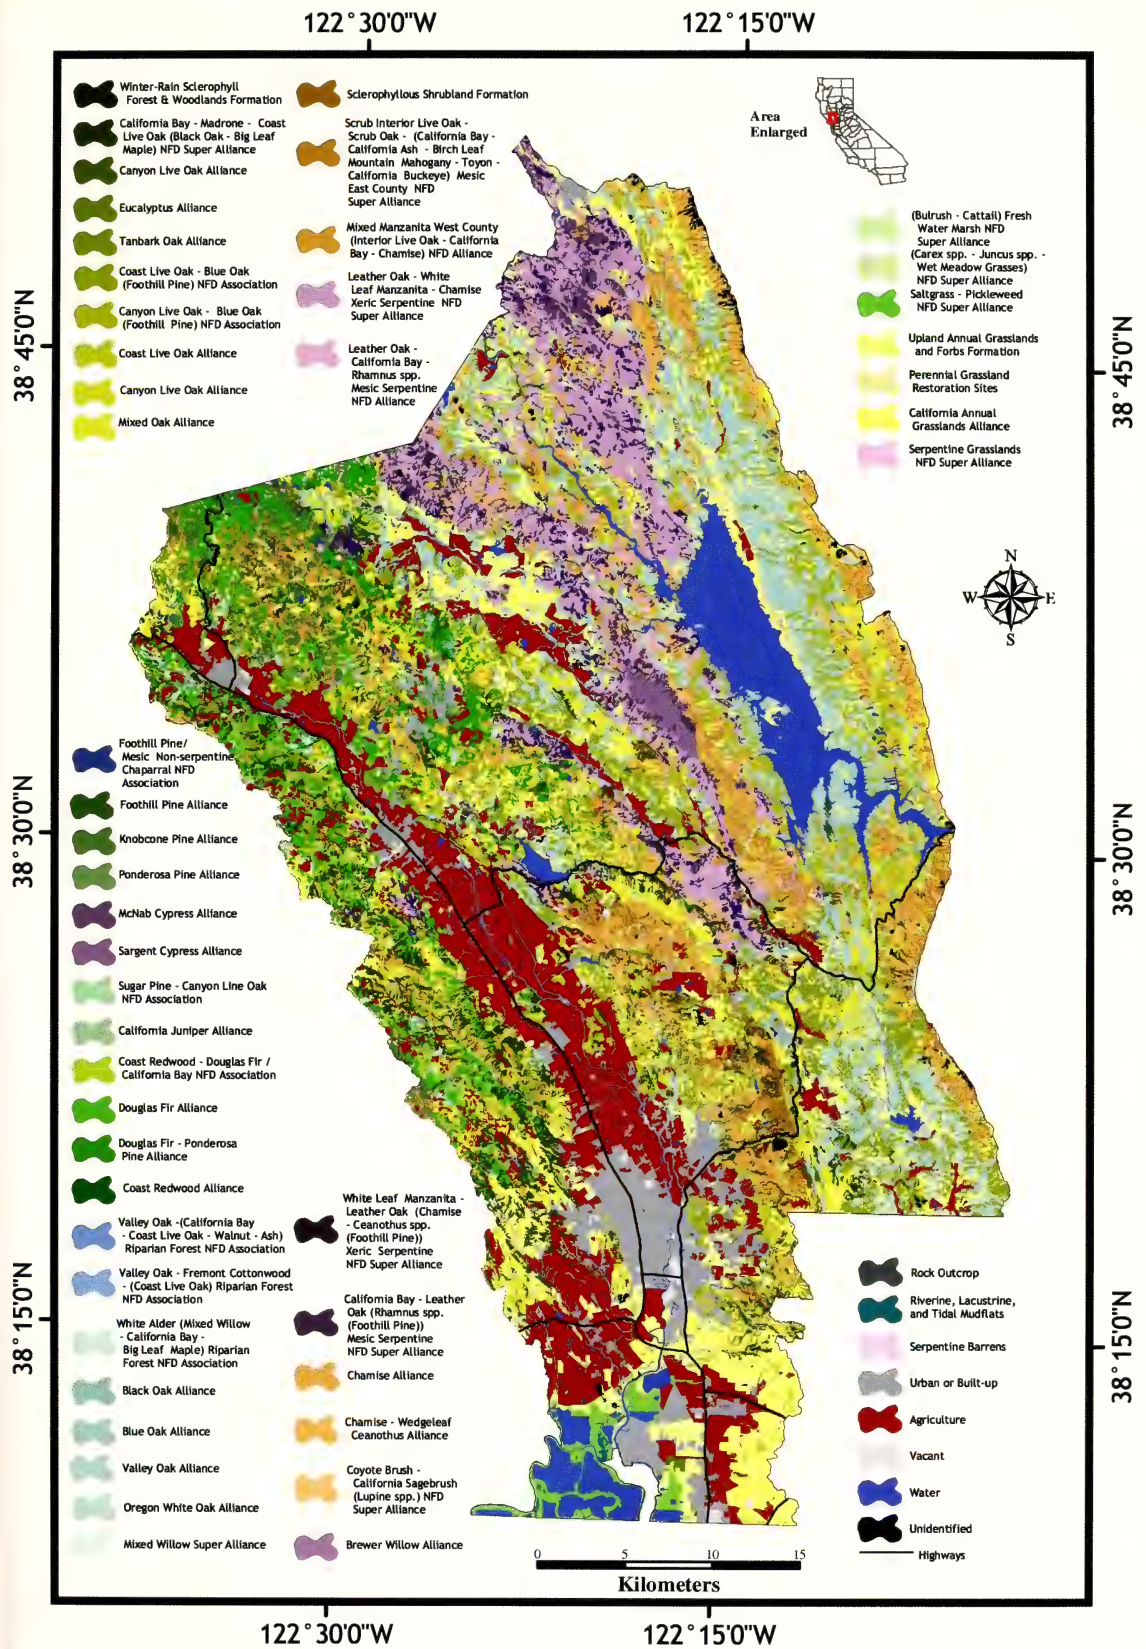 122°30'0"W
122°15'0"W
38°45'0"N
38°30'0"N
38°15'0"N
Winter-Rain Sclerophyll
Forest & Woodlands Formation
California Bay - Madrone - Coast
Live Oak (Black Oak - Big Leaf
Maple) NFD Super Alliance
Canyon Live Oak Alliance
Eucalyptus Alliance
Tanbark Oak Alliance
Coast Live Oak - Blue Oak
(Foothill Pine) NFD Association
Canyon Live Oak - Blue Oak
(Foothill Pine) NFD Association
Coast Live Oak Alliance
Canyon Live Oak Alliance
Mixed Oak Alliance
Sclerophyllous Shrubland Formation
Scrub Interior Live Oak -
Scrub Oak - (California Bay -
California Ash - Birch Leaf
Mountain Mahogany - Toyon -
California Buckeye) Mesic
East County NFD
Super Alliance
Mixed Manzanita West County
(Interior Live Oak - California
Bay - Chamise) NFD Alliance
Leather Oak - White
Leaf Manzanita - Chamise
Xeric Serpentine NFD
Super Alliance
Leather Oak -
California Bay -
Rhamnus spp.
Mesic Serpentine
NFD Alliance
Area
Enlarged
(Bulrush - Cattail) Fresh
Water Marsh NFD
Super Alliance
(Carex spp. - Juncus spp. -
Wet Meadow Grasses)
NFD Super Alliance
Saltgrass - Pickleweed
NFD Super Alliance
Upland Annual Grasslands
and Forbs Formation
Perennial Grassland
Restoration Sites
California Annual
Grasslands Alliance
Serpentine Grasslands
NFD Super Alliance
N
W E
S
Foothill Pine/
Mesic Non-serpentine
Chaparral NFD
Association
Foothill Pine Alliance
Knobcone Pine Alliance
Ponderosa Pine Alliance
McNab Cypress Alliance
Sargent Cypress Alliance
Sugar Pine - Canyon Line Oak
NFD Association
California Juniper Alliance
Coast Redwood - Douglas Fir /
California Bay NFD Association
Douglas Fir Alliance
Douglas Fir - Ponderosa
Pine Alliance
Coast Redwood Alliance
Valley Oak -(California Bay
- Coast Live Oak - Walnut - Ash)
Riparian Forest NFD Association
Valley Oak - Fremont Cottonwood
- (Coast Live Oak) Riparian Forest
NFD Association
White Alder (Mixed Willow
- California Bay -
Big Leaf Maple) Riparian
Forest NFD Association
Black Oak Alliance
Blue Oak Alliance
Valley Oak Alliance
Oregon White Oak Alliance
Mixed Willow Super Alliance
White Leaf Manzanita -
Leather Oak (Chamise
- Ceanothus spp.
(Foothill Pine))
Xeric Serpentine
NFD Super Alliance
California Bay - Leather
Oak (Rhamnus spp.
(Foothill Pine))
Mesic Serpentine
NFD Super Alliance
Chamise Alliance
Chamise - Wedgeleaf
Ceanothus Alliance
Coyote Brush -
California Sagebrush
(Lupine spp.) NFD
Super Alliance
Brewer Willow Alliance
Rock Outcrop
Riverine, Lacustrine,
and Tidal Mudflats
Serpentine Barrens
Urban or Built-up
Agriculture
Vacant
Water
Unidentified
Highways
0 5 10 15
Kilometers
38°45'0"N
38°30'0"N
38°15'0"N
122°30'0"W
122°15'0"W